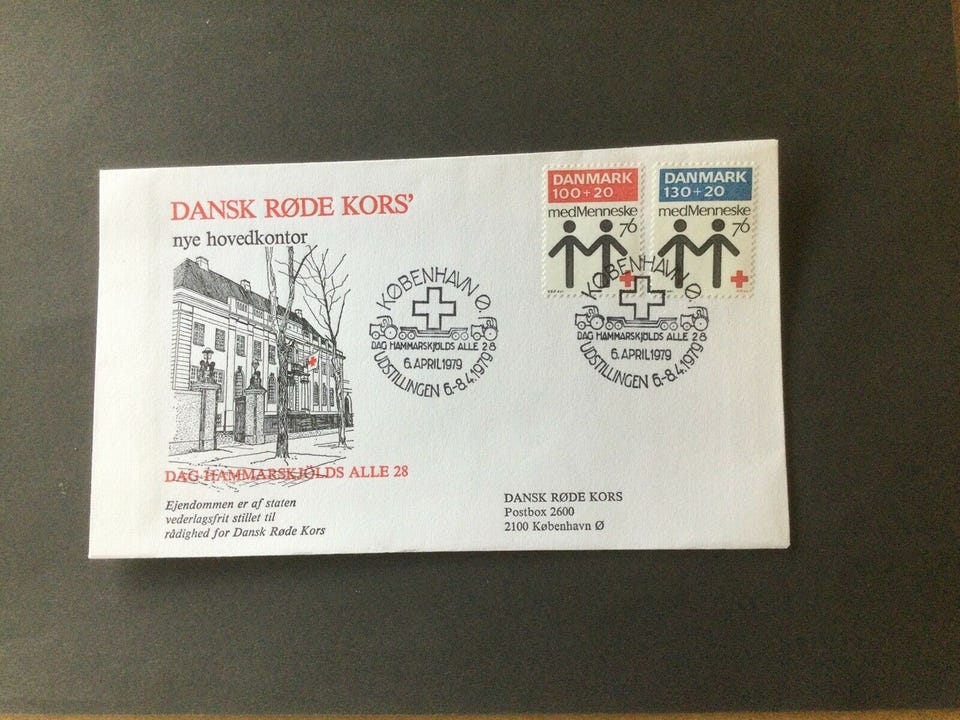 DANSK RØDE KORS'
nye hovedkontor
DAG HAMMARSKJÖLDS ALLE 28
Ejendommen er af staten
vederlagsfrit stillet til
rådighed for Dansk Røde Kors
KØBENHAVN Ø.
DAG HAMMARSKJOLDS ALLE 28
6. APRIL 1979
UDSTILLINGEN 6.-8.4.1979
DANMARK
100+20
medMenneske
76
DANMARK
130+20
medMenneske
76
KØBENHAVN Ø.
DAG HAMMARSKJOLDS ALLE 28
6. APRIL 1979
UDSTILLINGEN 6.-8.4.1979
DANSK RØDE KORS
Postbox 2600
2100 København Ø